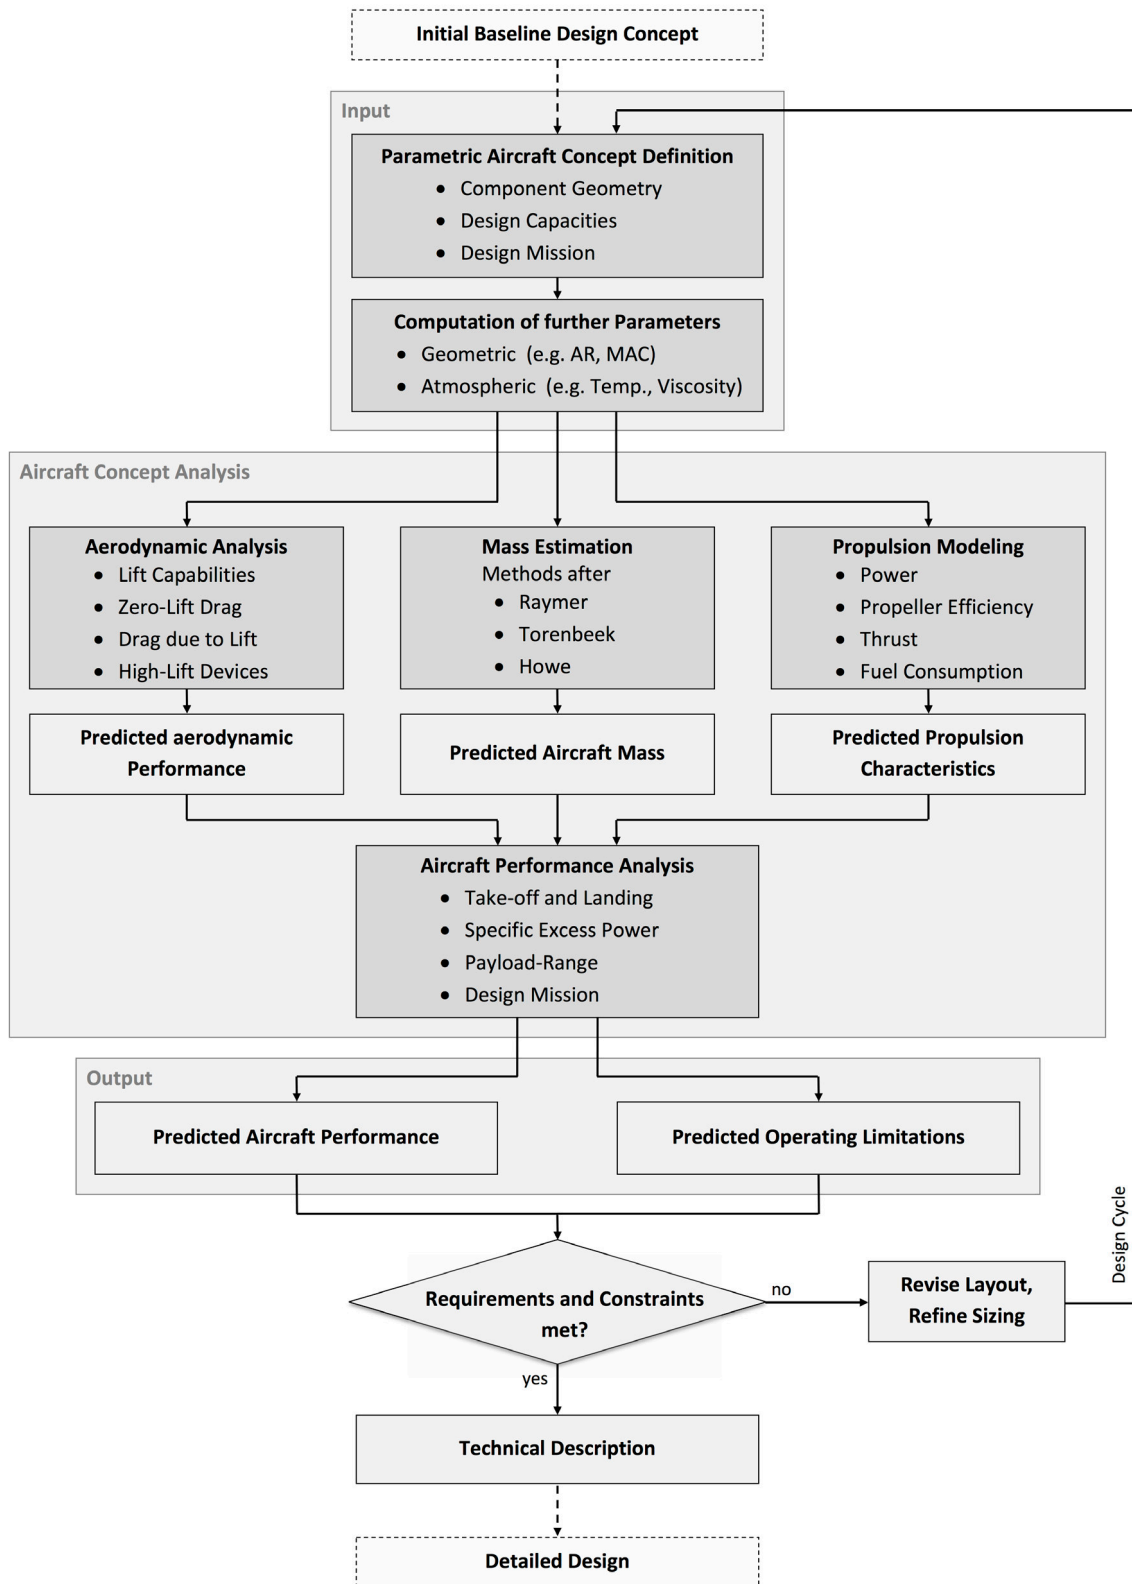 Initial Baseline Design Concept
Input
Parametric Aircraft Concept Definition
• Component Geometry
• Design Capacities
• Design Mission
Computation of further Parameters
• Geometric (e.g. AR, MAC)
• Atmospheric (e.g. Temp., Viscosity)
Aircraft Concept Analysis
Aerodynamic Analysis
• Lift Capabilities
• Zero-Lift Drag
• Drag due to Lift
• High-Lift Devices
Mass Estimation
Methods after
• Raymer
• Torenbeek
• Howe
Propulsion Modeling
• Power
• Propeller Efficiency
• Thrust
• Fuel Consumption
Predicted aerodynamic
Performance
Predicted Aircraft Mass
Predicted Propulsion
Characteristics
Aircraft Performance Analysis
• Take-off and Landing
• Specific Excess Power
• Payload-Range
• Design Mission
Output
Predicted Aircraft Performance
Predicted Operating Limitations
Requirements and Constraints
met?
no
Revise Layout,
Refine Sizing
Design Cycle
yes
Technical Description
Detailed Design